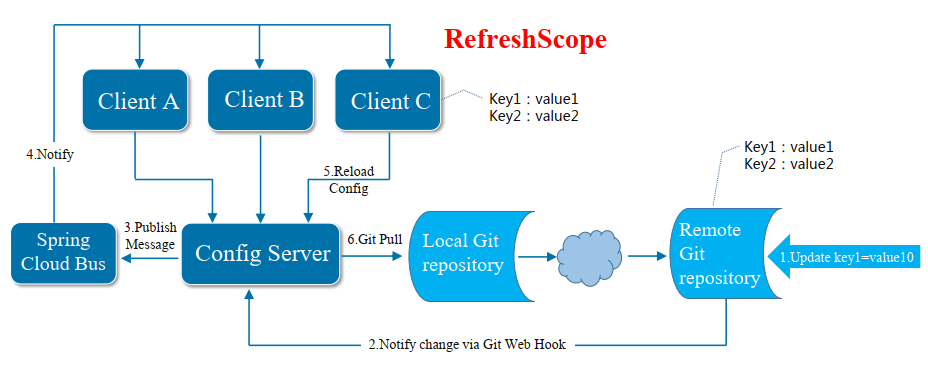 RefreshScope
Client A
Client B
Client C
Key1：value1
Key2：value2
4.Notify
5.Reload
Config
Key1：value1
Key2：value2
3.Publish
Message
Spring
Cloud Bus
Config Server
6.Git Pull
Local Git
repository
Remote
Git
repository
1.Update key1=value10
2.Notify change via Git Web Hook